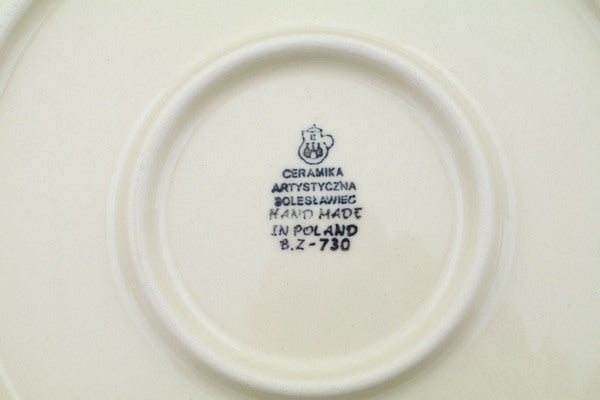 CERAMIKA
ARTYSTYCZNA
BOLESŁAWIEC
HAND MADE
IN POLAND
B.Z-730